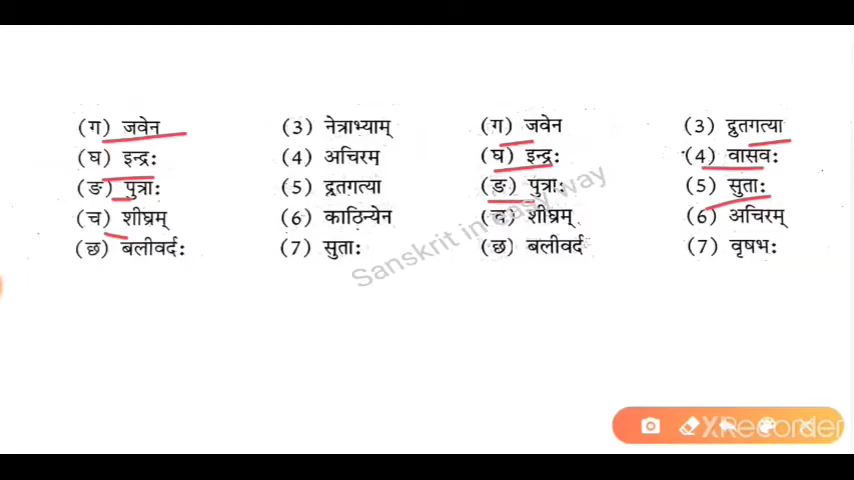 (ग) जवेन (3) नेत्राभ्याम् (ग) जवेन (3) द्रुतगत्या
(घ) इन्द्रः (4) अचिरम (घ) इन्द्रः (4) वासवः
(ङ) पुत्राः (5) द्वतगत्या (ङ) पुत्राः (5) सुताः
(च) शीघ्रम् (6) काठिन्येन (च) शीघ्रम् (6) अचिरम्
(छ) बलीवर्दः (7) सुताः (छ) बलीवर्द (7) वृषभः
Sanskrit in easy way
XRecorder